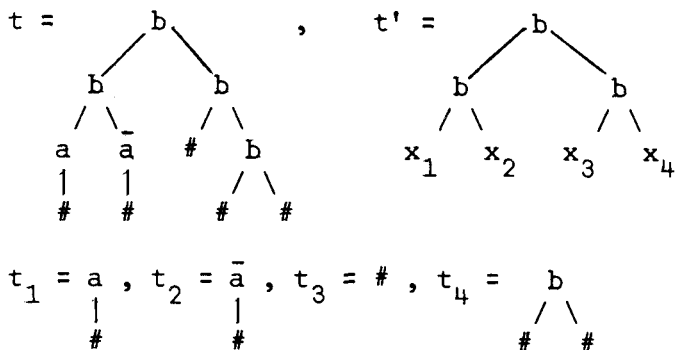 t = b , t' = b
b b b b
a ā # b x₁ x₂ x₃ x₄
# # # #
t₁ = a , t₂ = ā , t₃ = # , t₄ = b
# # # #